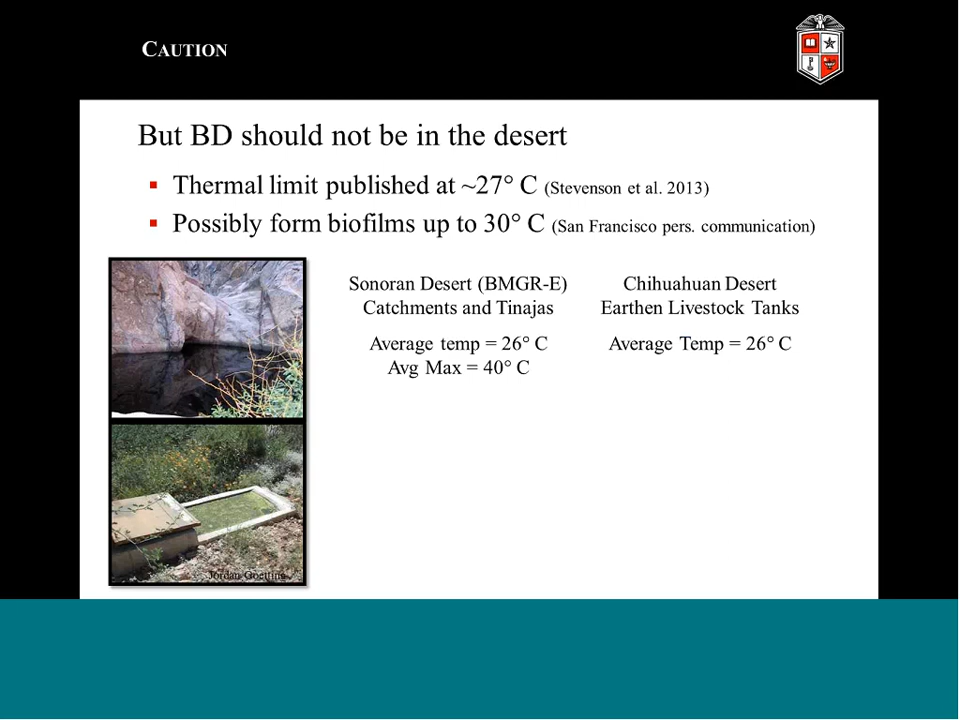 CAUTION
But BD should not be in the desert
▪ Thermal limit published at ~27° C (Stevenson et al. 2013)
▪ Possibly form biofilms up to 30° C (San Francisco pers. communication)
Sonoran Desert (BMGR-E)
Catchments and Tinajas
Average temp = 26° C
Avg Max = 40° C
Chihuahuan Desert
Earthen Livestock Tanks
Average Temp = 26° C
Jordan Goetting